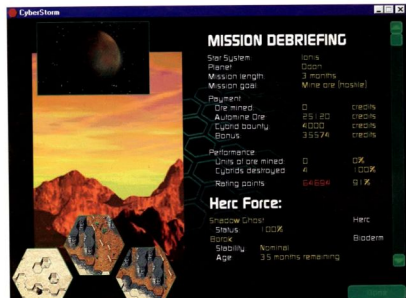 CyberStorm
MISSION DEBRIEFING
Star System Ionis
Planet Doon
Mission length: 3 months
Mission goal Mine ore (hostile)
Payment
Ore mined: 0 credits
Automine Ore 25120 credits
Cybrid bounty 4000 credits
Bonus 35574 credits
Performance
Units of ore mined 0 0%
Cybrids destroyed 4 100%
Rating points 64694 91%
Herc Force:
Shadow Ghost Herc
Status: 100%
Borok Bioderm
Stability Nominal
Age 35 months remaining